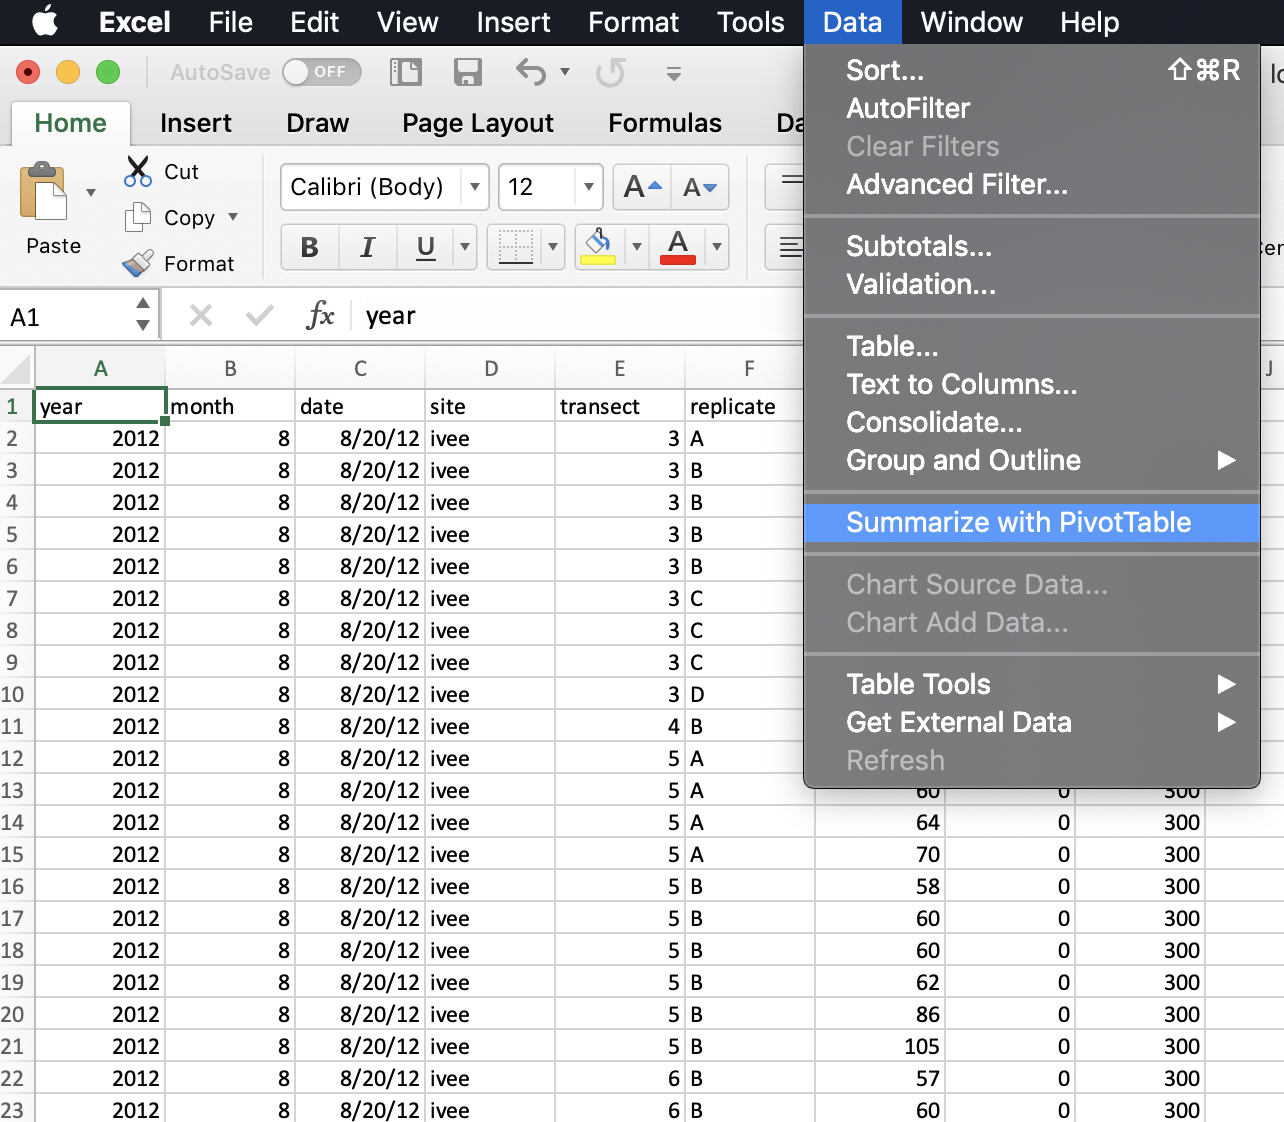 Excel File Edit View Insert Format Tools Data Window Help
AutoSave OFF
Home Insert Draw Page Layout Formulas
Paste
Cut
Copy
Format
Calibri (Body) 12 A A
B I U A
A1 fx year
Sort... ⇧⌘R
AutoFilter
Clear Filters
Advanced Filter...
Subtotals...
Validation...
Table...
Text to Columns...
Consolidate...
Group and Outline
Summarize with PivotTable
Chart Source Data...
Chart Add Data...
Table Tools
Get External Data
Refresh
A B C D E F J
1 year month date site transect replicate
2 2012 8 8/20/12 ivee 3 A
3 2012 8 8/20/12 ivee 3 B
4 2012 8 8/20/12 ivee 3 B
5 2012 8 8/20/12 ivee 3 B
6 2012 8 8/20/12 ivee 3 B
7 2012 8 8/20/12 ivee 3 C
8 2012 8 8/20/12 ivee 3 C
9 2012 8 8/20/12 ivee 3 C
10 2012 8 8/20/12 ivee 3 D
11 2012 8 8/20/12 ivee 4 B
12 2012 8 8/20/12 ivee 5 A
13 2012 8 8/20/12 ivee 5 A 60 0 300
14 2012 8 8/20/12 ivee 5 A 64 0 300
15 2012 8 8/20/12 ivee 5 A 70 0 300
16 2012 8 8/20/12 ivee 5 B 58 0 300
17 2012 8 8/20/12 ivee 5 B 60 0 300
18 2012 8 8/20/12 ivee 5 B 60 0 300
19 2012 8 8/20/12 ivee 5 B 62 0 300
20 2012 8 8/20/12 ivee 5 B 86 0 300
21 2012 8 8/20/12 ivee 5 B 105 0 300
22 2012 8 8/20/12 ivee 6 B 57 0 300
23 2012 8 8/20/12 ivee 6 B 60 0 300